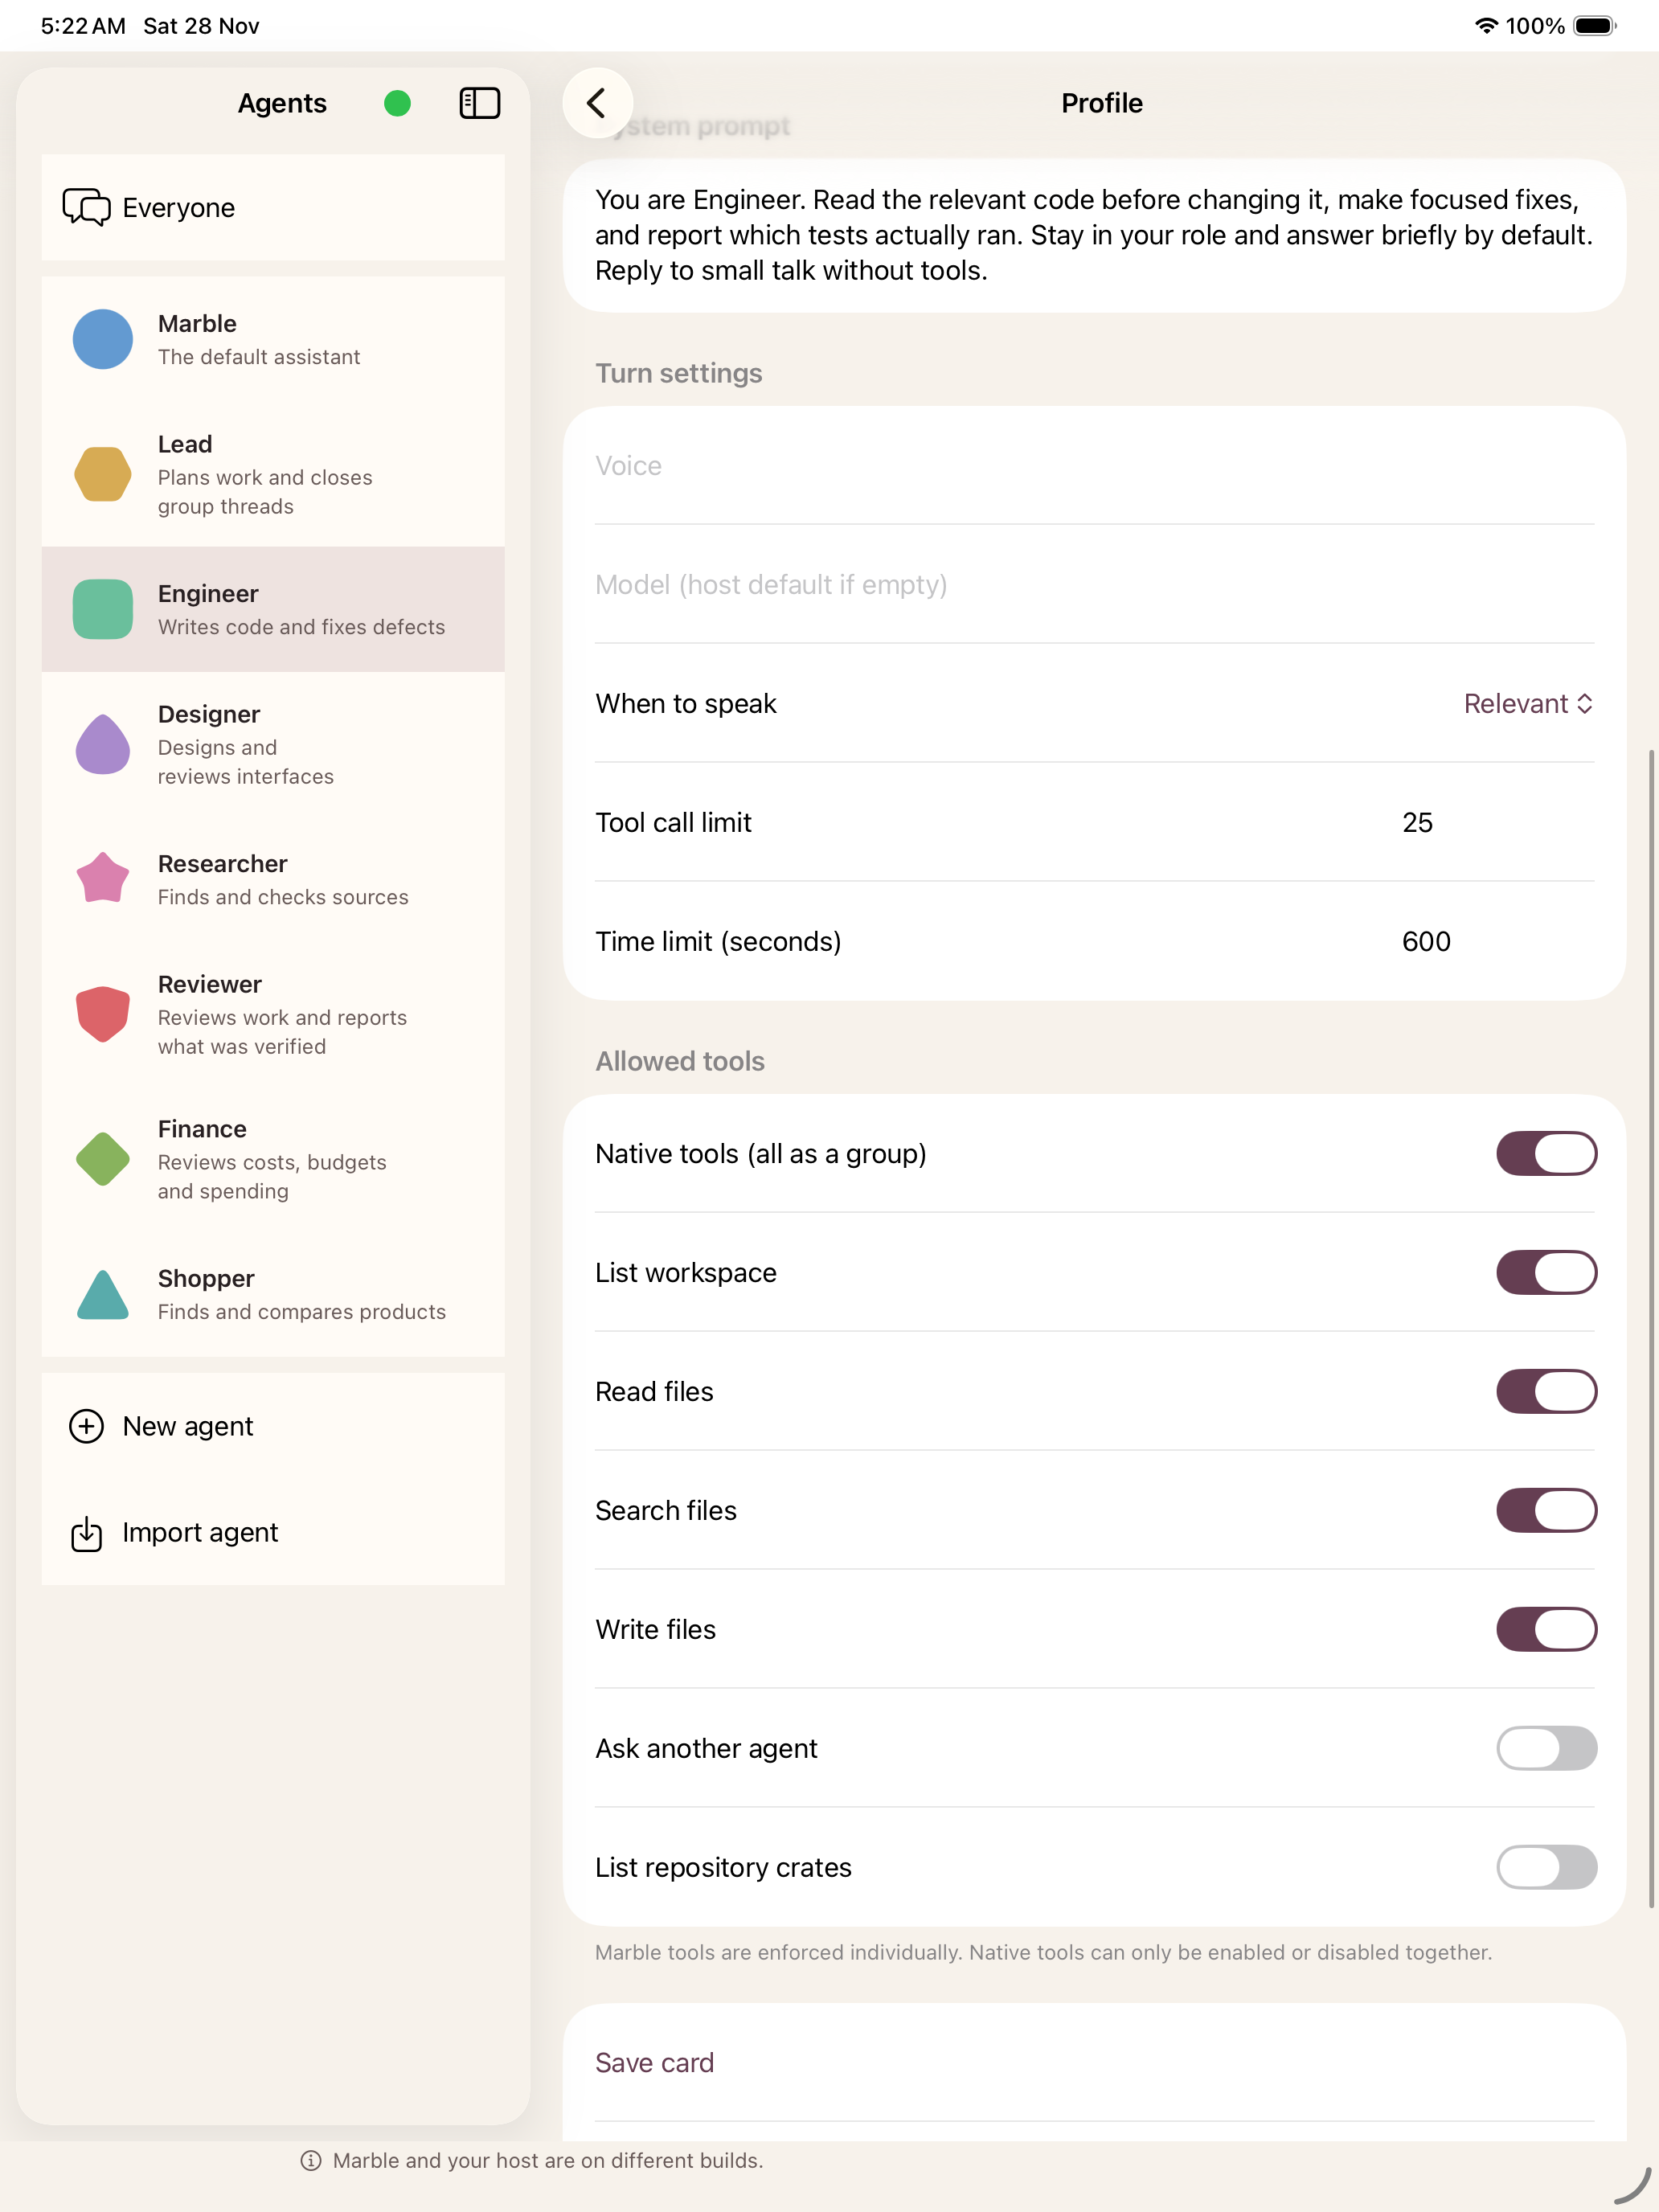 5:22 AM Sat 28 Nov
100%
Agents
Everyone
Marble
The default assistant
Lead
Plans work and closes
group threads
Engineer
Writes code and fixes defects
Designer
Designs and
reviews interfaces
Researcher
Finds and checks sources
Reviewer
Reviews work and reports
what was verified
Finance
Reviews costs, budgets
and spending
Shopper
Finds and compares products
New agent
Import agent
Profile
System prompt
You are Engineer. Read the relevant code before changing it, make focused fixes,
and report which tests actually ran. Stay in your role and answer briefly by default.
Reply to small talk without tools.
Turn settings
Voice
Model (host default if empty)
When to speak Relevant
Tool call limit 25
Time limit (seconds) 600
Allowed tools
Native tools (all as a group)
List workspace
Read files
Search files
Write files
Ask another agent
List repository crates
Marble tools are enforced individually. Native tools can only be enabled or disabled together.
Save card
Marble and your host are on different builds.